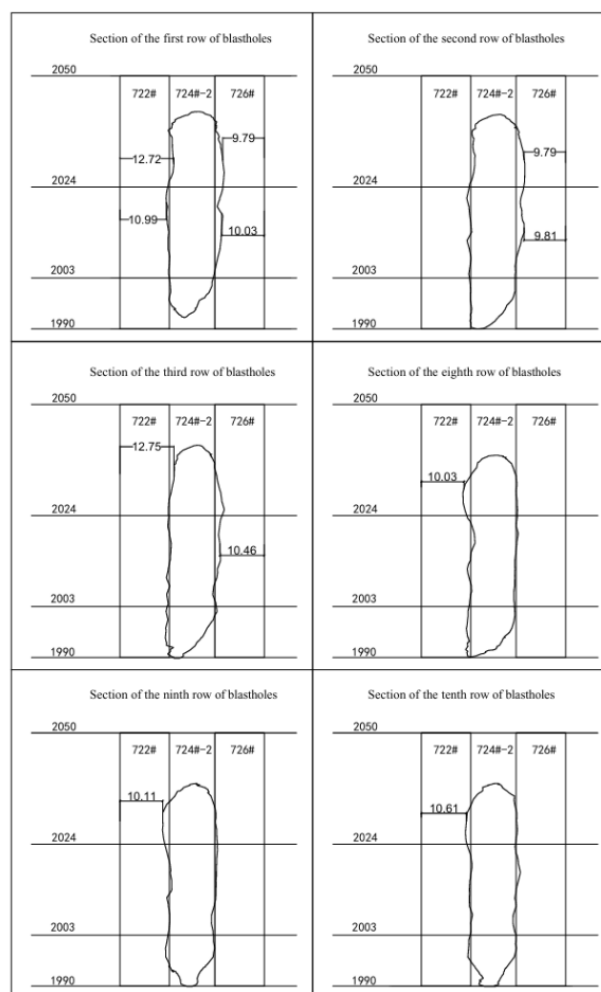 Section of the first row of blastholes
2050
722# 724#-2 726#
9.79
12.72
2024
10.99
10.03
2003
1990
Section of the second row of blastholes
2050
722# 724#-2 726#
9.79
2024
9.81
2003
1990
Section of the third row of blastholes
2050
722# 724#-2 726#
12.75
2024
10.46
2003
1990
Section of the eighth row of blastholes
2050
722# 724#-2 726#
10.03
2024
2003
1990
Section of the ninth row of blastholes
2050
722# 724#-2 726#
10.11
2024
2003
1990
Section of the tenth row of blastholes
2050
722# 724#-2 726#
10.61
2024
2003
1990